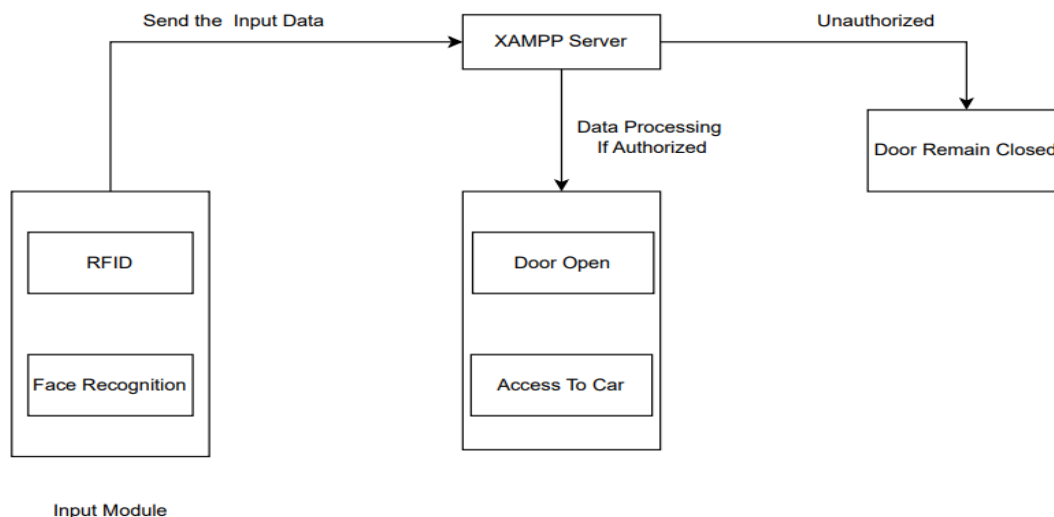 Send the Input Data
XAMPP Server
Unauthorized
Data Processing
If Authorized
Door Remain Closed
RFID
Door Open
Face Recognition
Access To Car
Input Module